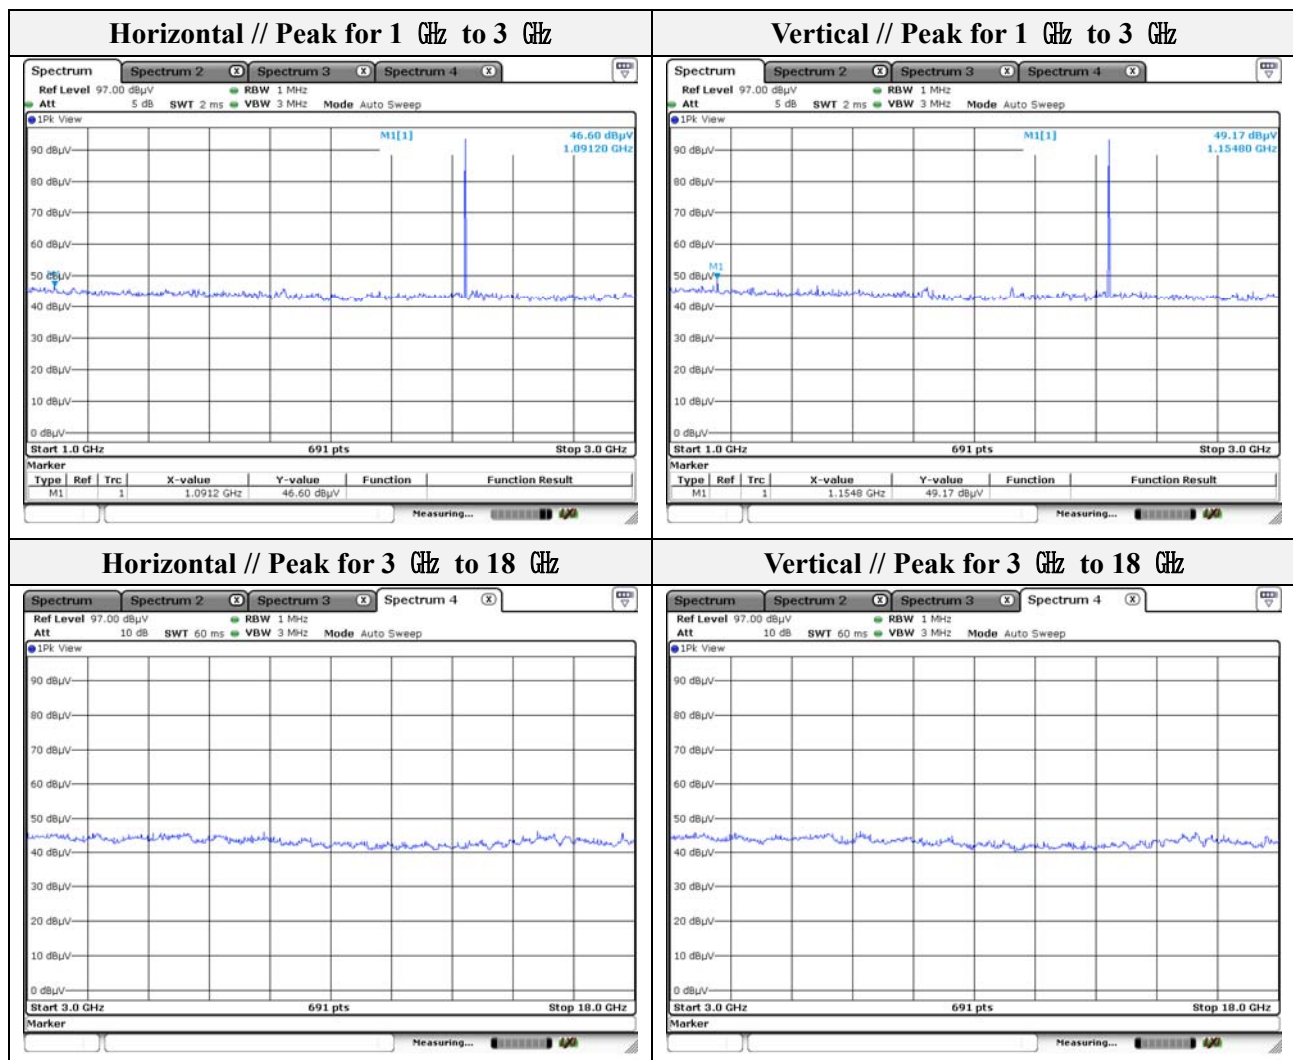 Horizontal // Peak for 1 ㎓ to 3 ㎓
Spectrum Spectrum 2 Spectrum 3 Spectrum 4
Ref Level 97.00 dBµV RBW 1 MHz
Att 5 dB SWT 2 ms VBW 3 MHz Mode Auto Sweep
1Pk View
M1[1] 46.60 dBµV
1.09120 GHz
90 dBµV
80 dBµV
70 dBµV
60 dBµV
50 dBµV
40 dBµV
30 dBµV
20 dBµV
10 dBµV
0 dBµV
Start 1.0 GHz 691 pts Stop 3.0 GHz
Marker
Type Ref Trc X-value Y-value Function Function Result
M1 1 1.0912 GHz 46.60 dBµV
Measuring...
Vertical // Peak for 1 ㎓ to 3 ㎓
Spectrum Spectrum 2 Spectrum 3 Spectrum 4
Ref Level 97.00 dBµV RBW 1 MHz
Att 5 dB SWT 2 ms VBW 3 MHz Mode Auto Sweep
1Pk View
M1[1] 49.17 dBµV
1.15480 GHz
90 dBµV
80 dBµV
70 dBµV
60 dBµV
M1
50 dBµV
40 dBµV
30 dBµV
20 dBµV
10 dBµV
0 dBµV
Start 1.0 GHz 691 pts Stop 3.0 GHz
Marker
Type Ref Trc X-value Y-value Function Function Result
M1 1 1.1548 GHz 49.17 dBµV
Measuring...
Horizontal // Peak for 3 ㎓ to 18 ㎓
Spectrum Spectrum 2 Spectrum 3 Spectrum 4
Ref Level 97.00 dBµV RBW 1 MHz
Att 10 dB SWT 60 ms VBW 3 MHz Mode Auto Sweep
1Pk View
90 dBµV
80 dBµV
70 dBµV
60 dBµV
50 dBµV
40 dBµV
30 dBµV
20 dBµV
10 dBµV
0 dBµV
Start 3.0 GHz 691 pts Stop 18.0 GHz
Marker
Measuring...
Vertical // Peak for 3 ㎓ to 18 ㎓
Spectrum Spectrum 2 Spectrum 3 Spectrum 4
Ref Level 97.00 dBµV RBW 1 MHz
Att 10 dB SWT 60 ms VBW 3 MHz Mode Auto Sweep
1Pk View
90 dBµV
80 dBµV
70 dBµV
60 dBµV
50 dBµV
40 dBµV
30 dBµV
20 dBµV
10 dBµV
0 dBµV
Start 3.0 GHz 691 pts Stop 18.0 GHz
Marker
Measuring...